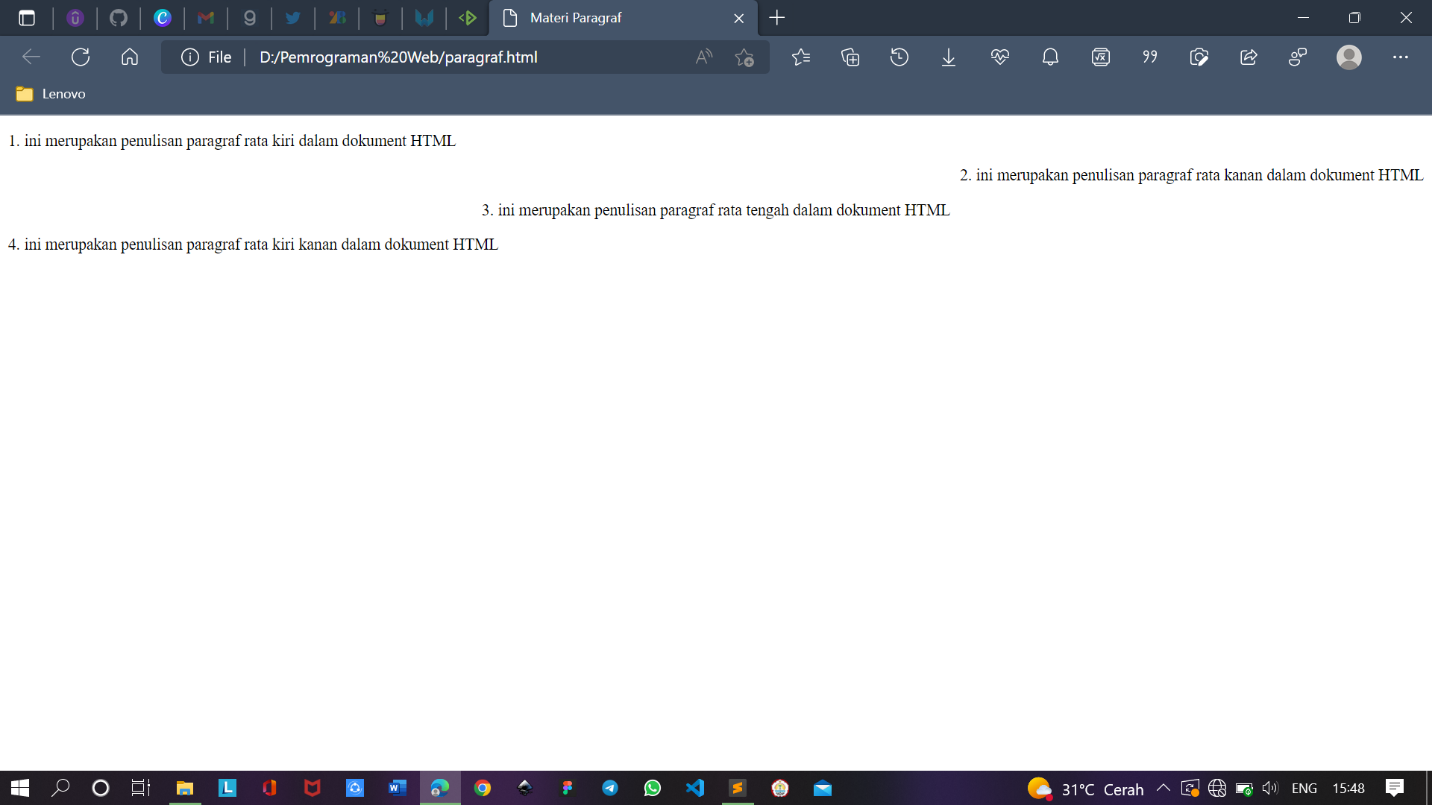 Materi Paragraf
File
D:/Pemrograman%20Web/paragraf.html
Lenovo
1. ini merupakan penulisan paragraf rata kiri dalam dokument HTML
2. ini merupakan penulisan paragraf rata kanan dalam dokument HTML
3. ini merupakan penulisan paragraf rata tengah dalam dokument HTML
4. ini merupakan penulisan paragraf rata kiri kanan dalam dokument HTML
31°C Cerah ENG 15:48